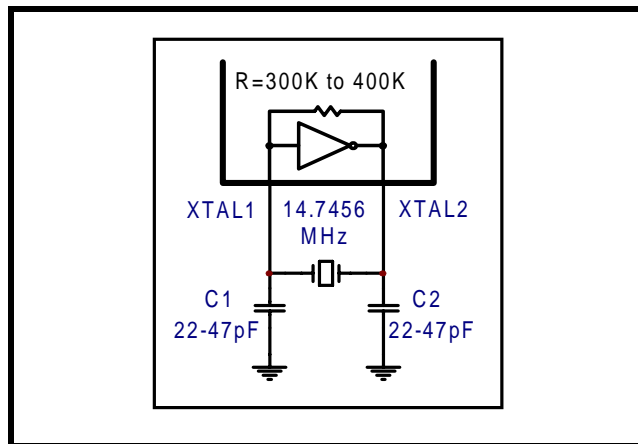 R=300K to 400K
XTAL1 14.7456 XTAL2
MHz
C1 C2
22-47pF 22-47pF